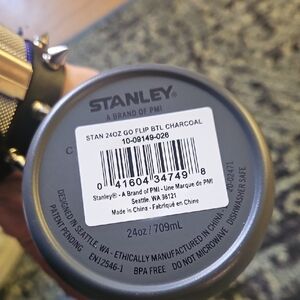 STANLEY®
A BRAND OF PMI
STAN 24OZ GO FLIP BTL CHARCOAL
10-09149-026
0 41604 34749 8
Stanley® - A Brand of PMI - Une Marque de PMI
Seattle, WA 98121
Made in China - Fabriqué en Chine
24oz / 709mL
DESIGNED IN SEATTLE, WA · ETHICALLY MANUFACTURED IN CHINA
PATENT PENDING
EN12546-1
BPA FREE
DO NOT MICROWAVE
DISHWASHER SAFE